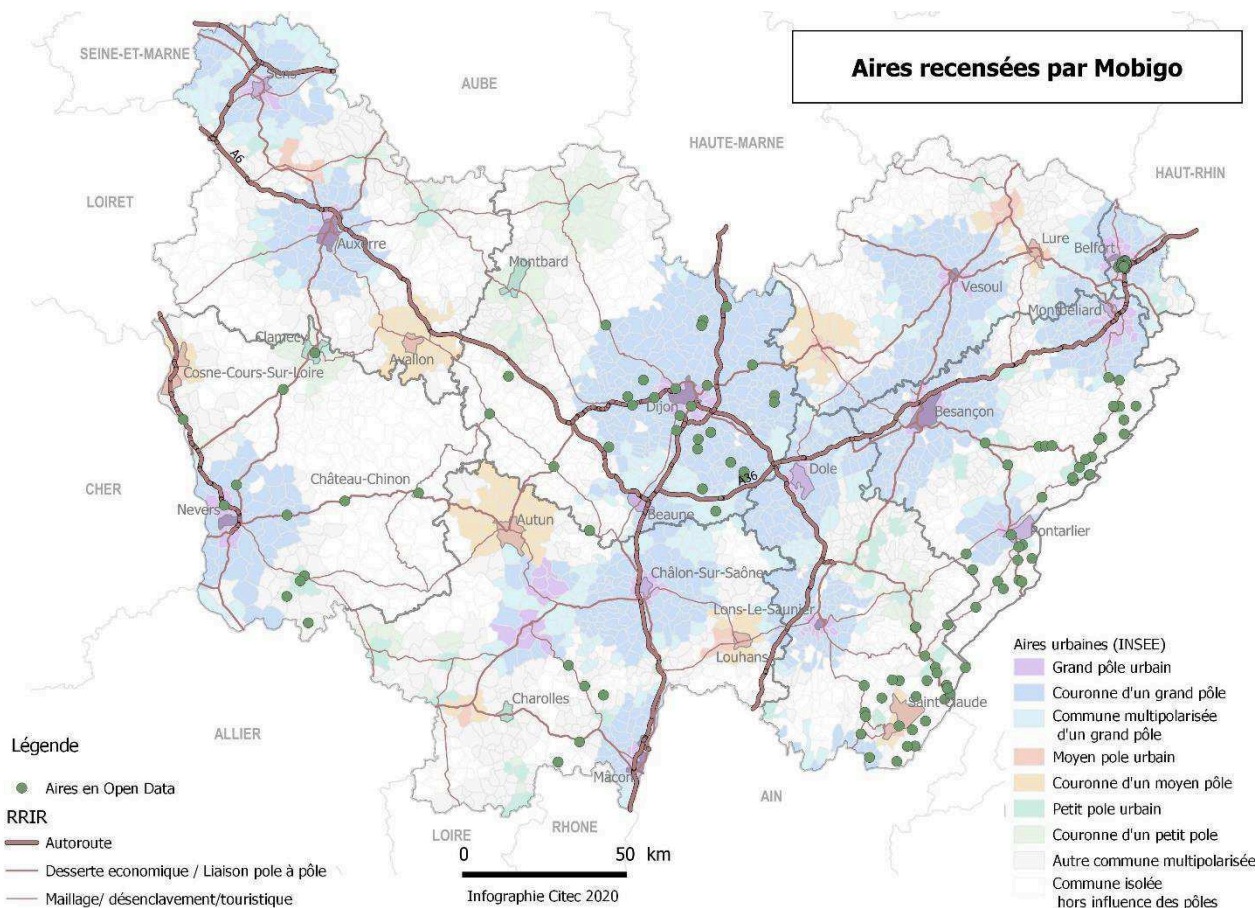 Aires recensées par Mobigo
SEINE-ET-MARNE
AUBE
HAUTE-MARNE
HAUT-RHIN
LOIRET
CHER
ALLIER
LOIRE
RHONE
AIN
Sens
A6
Auxerre
Montbard
Lure
Belfort
Vesoul
Montbéliard
Clamecy
Avallon
Cosne-Cours-Sur-Loire
Dijon
Besançon
Château-Chinon
A36
Dole
Nevers
Autun
Beaune
Pontarlier
Châlon-Sur-Saône
Lons-Le-Saunier
Louhans
Charolles
Saint-Claude
Mâcon
Légende
Aires en Open Data
RRIR
Autoroute
Desserte economique / Liaison pole à pôle
Maillage/ désenclavement/touristique
0 50 km
Infographie Citec 2020
Aires urbaines (INSEE)
Grand pôle urbain
Couronne d'un grand pôle
Commune multipolarisée
d'un grand pôle
Moyen pole urbain
Couronne d'un moyen pôle
Petit pole urbain
Couronne d'un petit pole
Autre commune multipolarisée
Commune isolée
hors influence des pôles